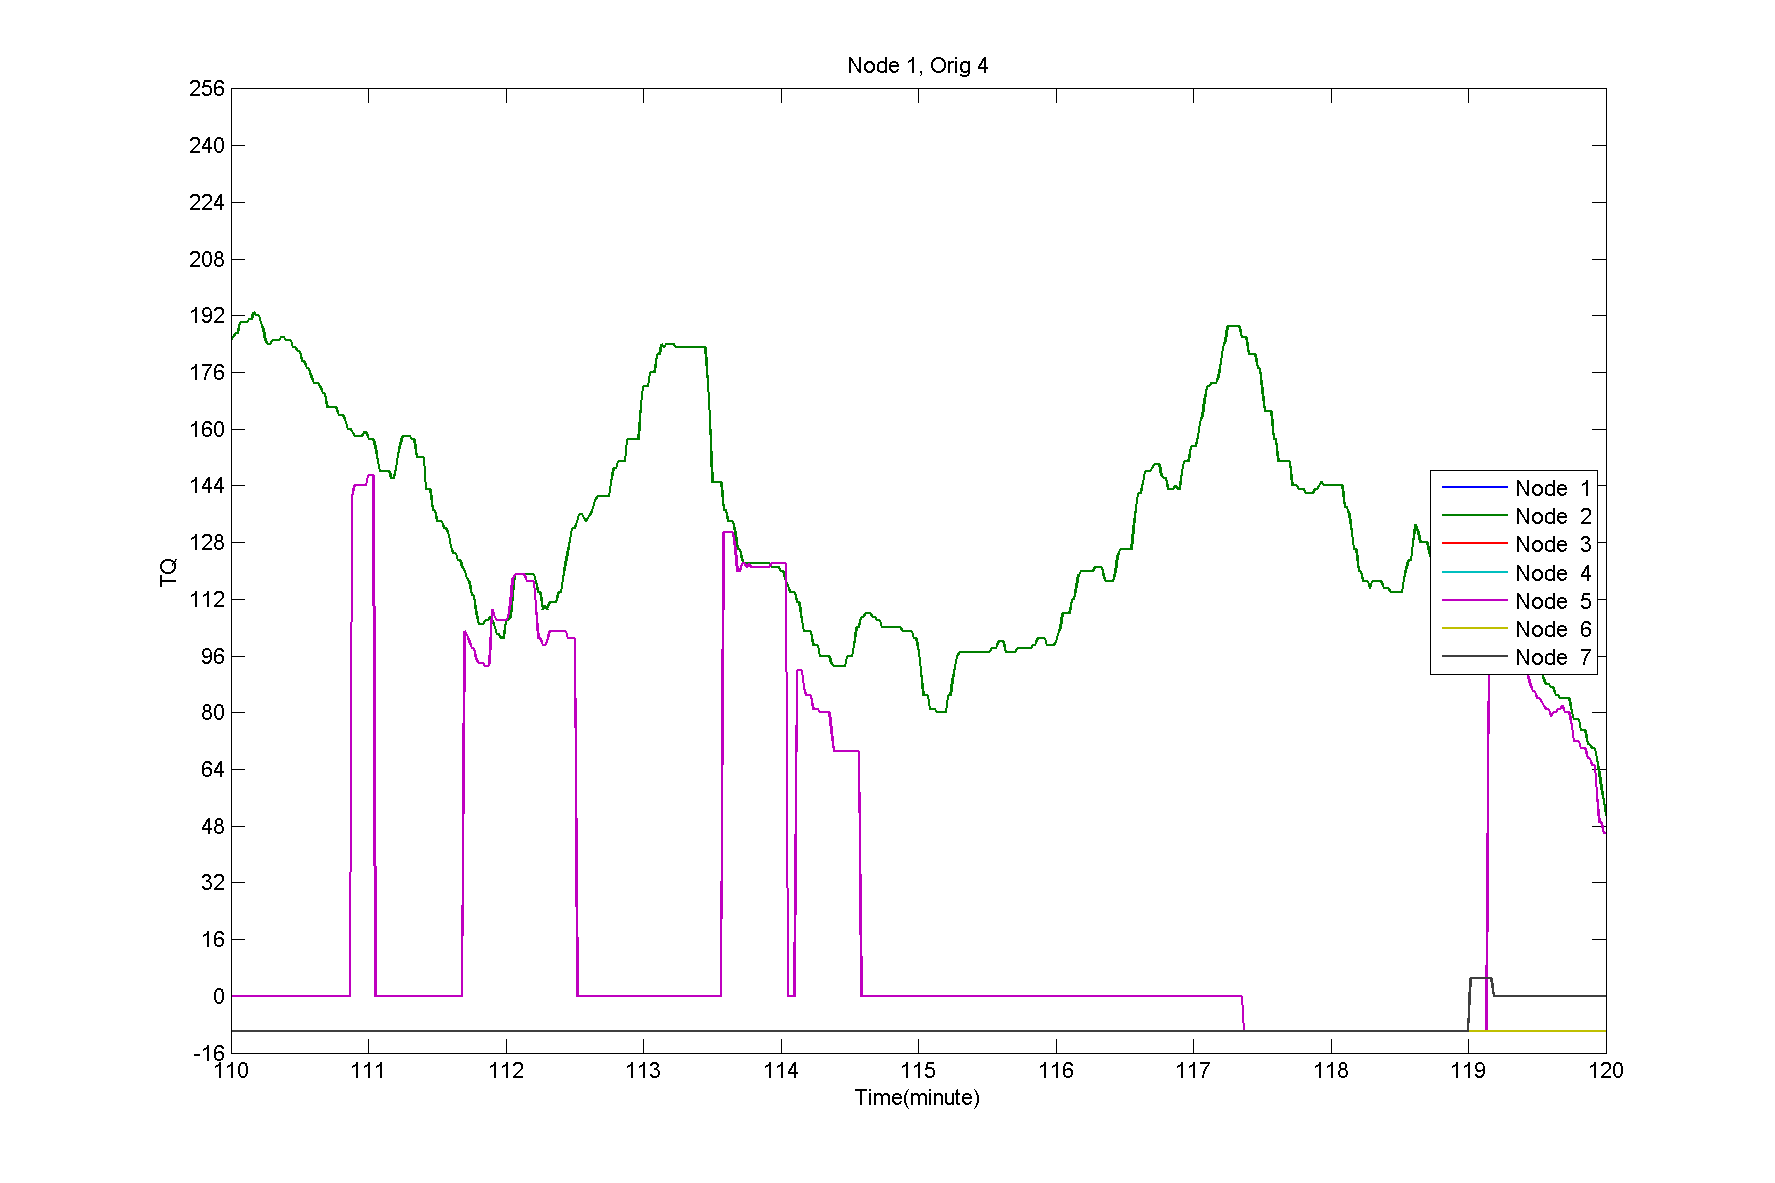 Node 1, Orig 4
256
240
224
208
192
176
160
144
128
112
96
80
64
48
32
16
0
-16
TQ
Node 1
Node 2
Node 3
Node 4
Node 5
Node 6
Node 7
110 111 112 113 114 115 116 117 118 119 120
Time(minute)